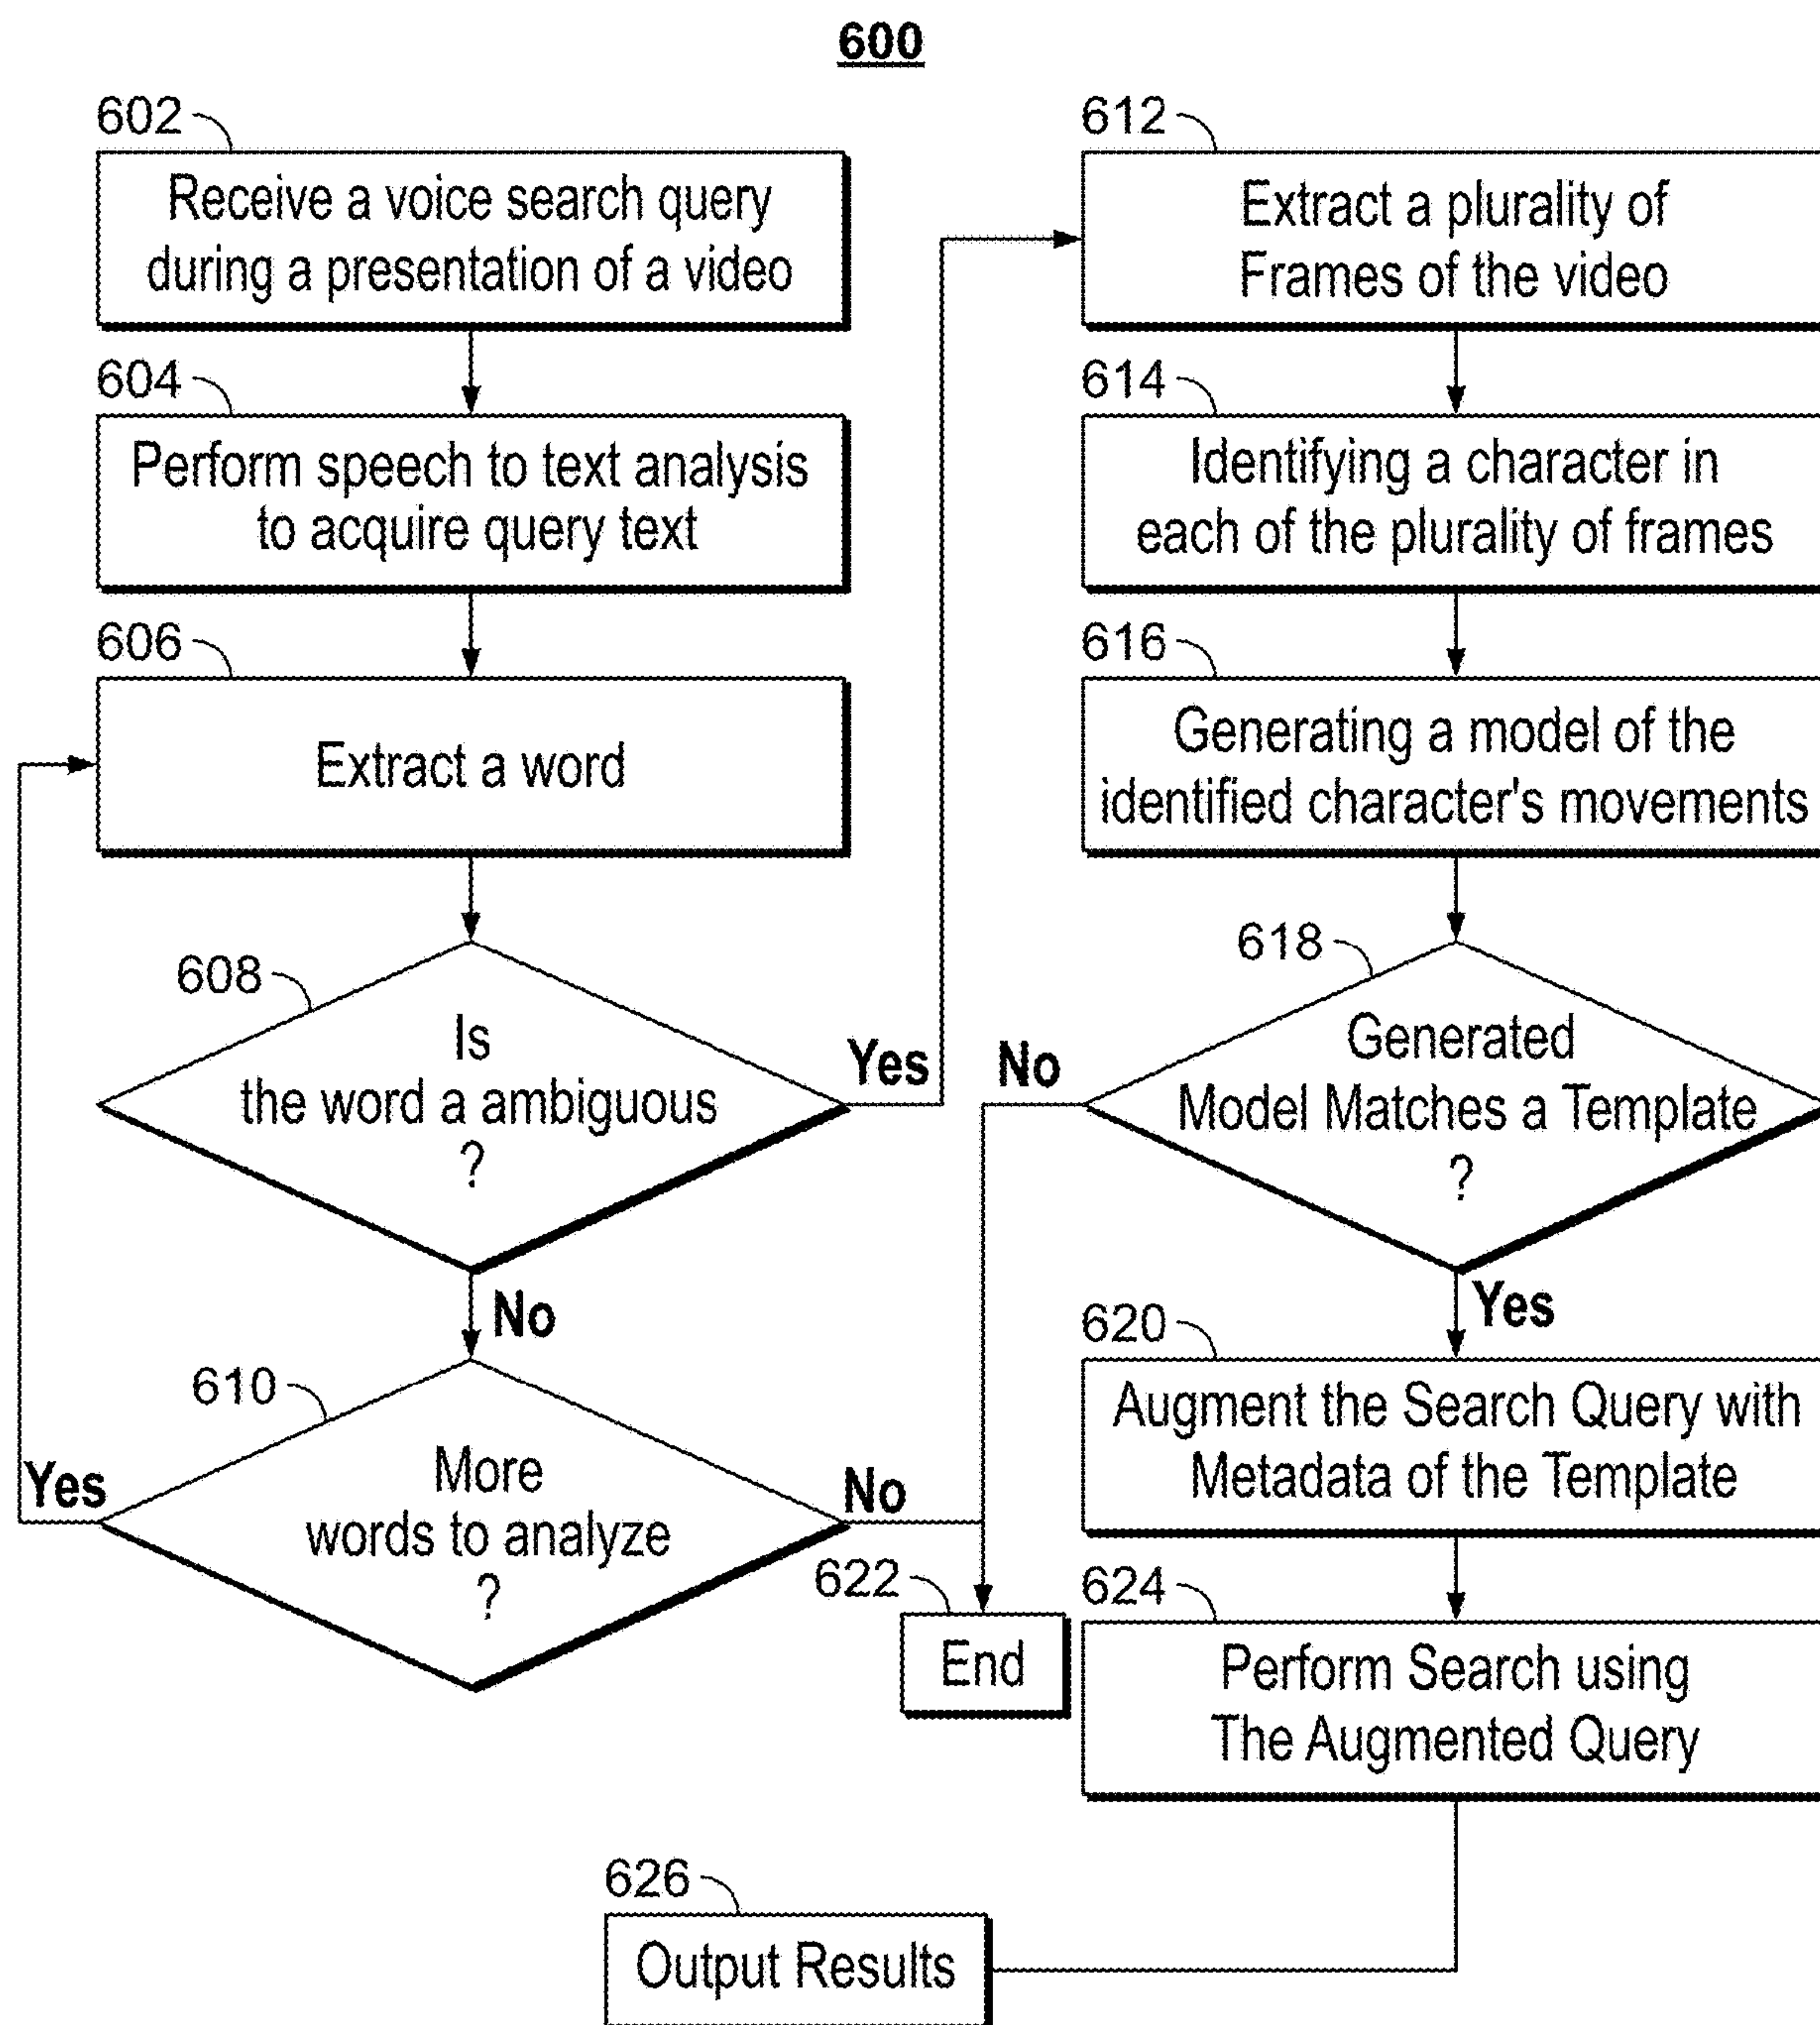 600
602
Receive a voice search query
during a presentation of a video
604
Perform speech to text analysis
to acquire query text
606
Extract a word
608
Is
the word a ambiguous
?
Yes
No
610
More
words to analyze
?
Yes
No
612
Extract a plurality of
Frames of the video
614
Identifying a character in
each of the plurality of frames
616
Generating a model of the
identified character's movements
618
Generated
Model Matches a Template
?
No
Yes
620
Augment the Search Query with
Metadata of the Template
622
End
624
Perform Search using
The Augmented Query
626
Output Results